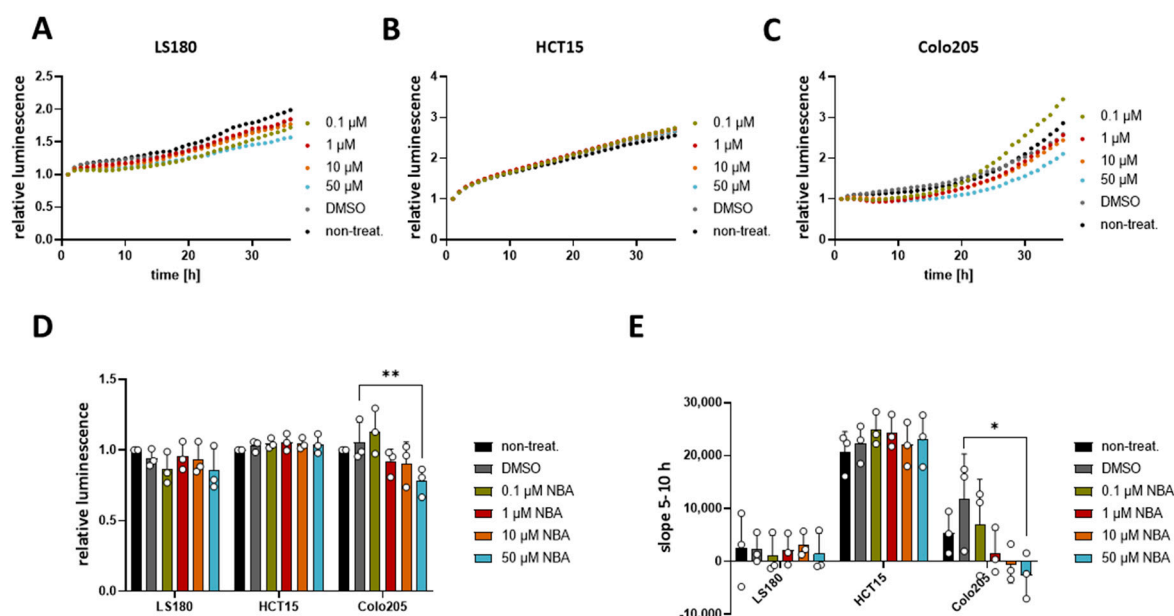 A
LS180
relative luminescence
2.5
2.0
1.5
1.0
0.5
0.0
0
10
20
30
time [h]
0.1 µM
1 µM
10 µM
50 µM
DMSO
non-treat.
B
HCT15
relative luminescence
4
3
2
1
0
0
10
20
30
time [h]
0.1 µM
1 µM
10 µM
50 µM
DMSO
non-treat.
C
Colo205
relative luminescence
4
3
2
1
0
0
10
20
30
time [h]
0.1 µM
1 µM
10 µM
50 µM
DMSO
non-treat.
D
relative luminescence
1.5
1.0
0.5
0.0
**
LS180
HCT15
Colo205
non-treat.
DMSO
0.1 µM NBA
1 µM NBA
10 µM NBA
50 µM NBA
E
slope 5-10 h
30,000
20,000
10,000
0
-10,000
*
LS180
HCT15
Colo205
non-treat.
DMSO
0.1 µM NBA
1 µM NBA
10 µM NBA
50 µM NBA